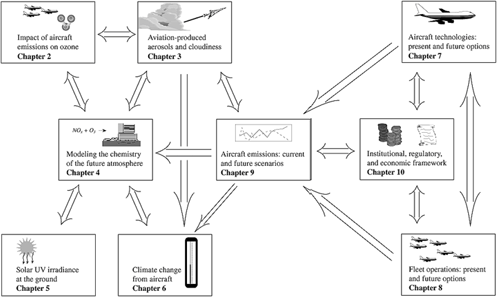 Impact of aircraft
emissions on ozone
Chapter 2
Aviation-produced
aerosols and cloudiness
Chapter 3
Aircraft technologies:
present and future options
Chapter 7
NOx + O3 →
Modeling the chemistry
of the future atmosphere
Chapter 4
Aircraft emissions: current
and future scenarios
Chapter 9
Institutional, regulatory,
and economic framework
Chapter 10
Solar UV irradiance
at the ground
Chapter 5
Climate change
from aircraft
Chapter 6
Fleet operations: present
and future options
Chapter 8